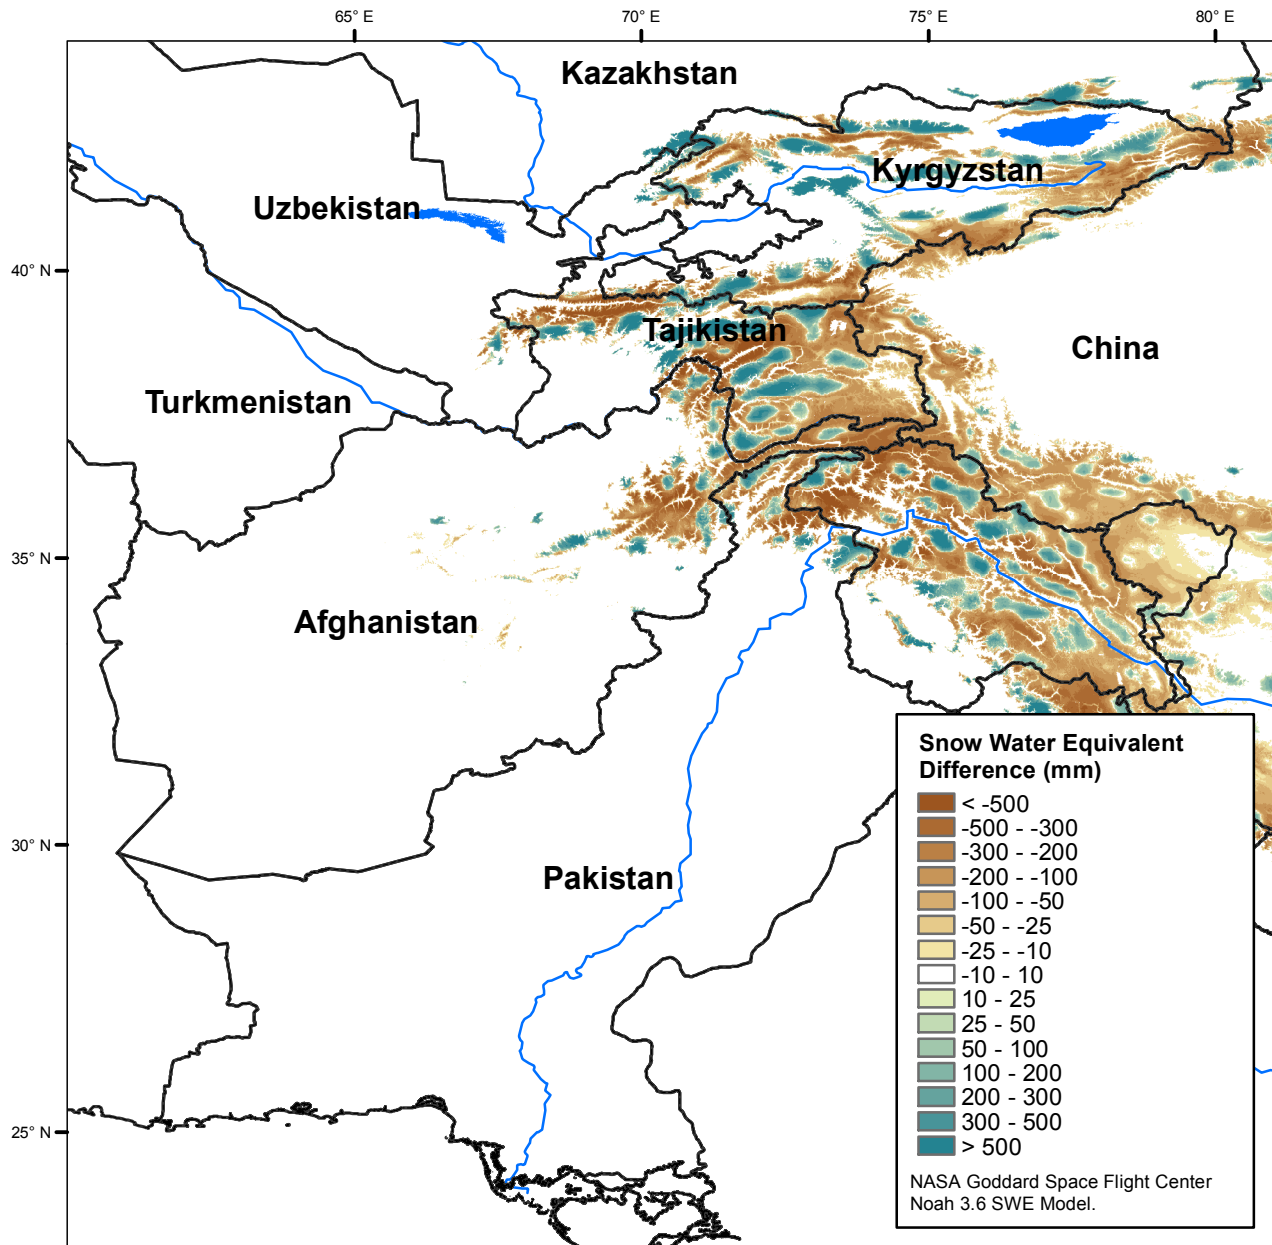 65° E
70° E
75° E
80° E
Kazakhstan
Kyrgyzstan
Uzbekistan
40° N
Tajikistan
China
Turkmenistan
35° N
Afghanistan
Snow Water Equivalent
Difference (mm)
< -500
-500 - -300
-300 - -200
-200 - -100
-100 - -50
-50 - -25
-25 - -10
-10 - 10
10 - 25
25 - 50
50 - 100
100 - 200
200 - 300
300 - 500
> 500
NASA Goddard Space Flight Center
Noah 3.6 SWE Model.
30° N
Pakistan
25° N